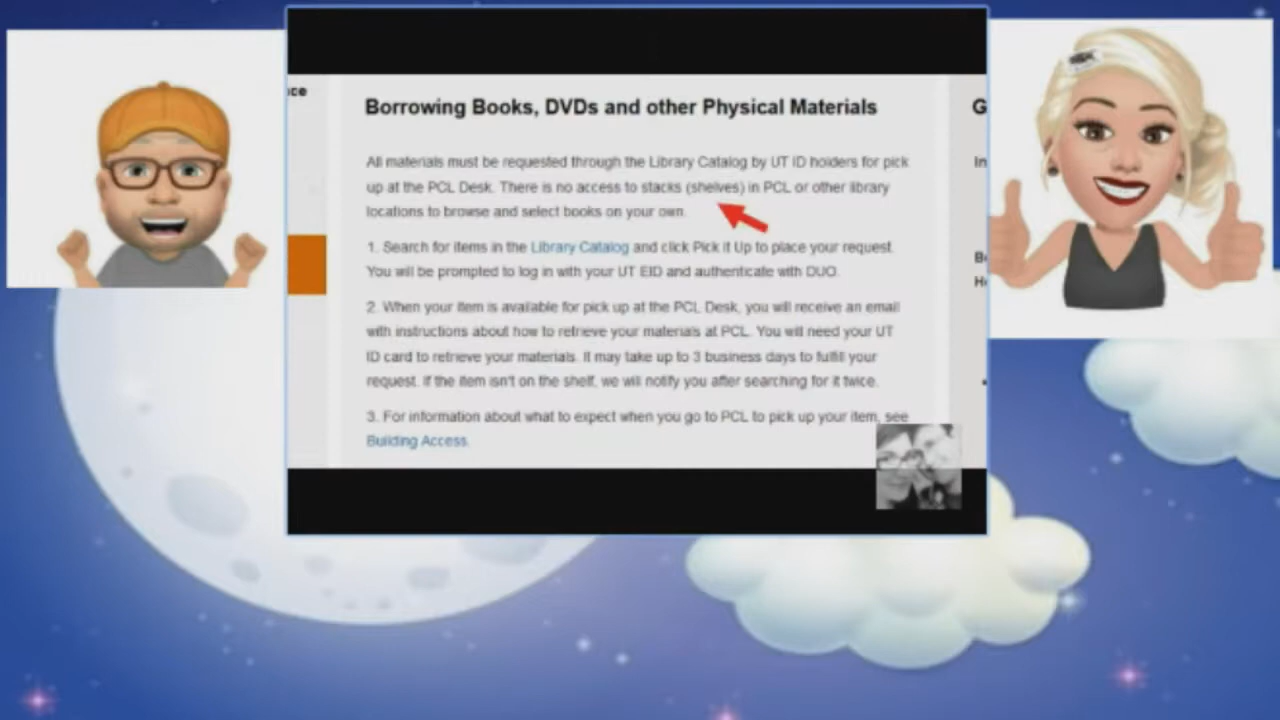 ce
Borrowing Books, DVDs and other Physical Materials
G
All materials must be requested through the Library Catalog by UT ID holders for pick
In
up at the PCL Desk. There is no access to stacks (shelves) in PCL or other library
locations to browse and select books on your own.
1. Search for items in the Library Catalog and click Pick it Up to place your request.
You will be prompted to log in with your UT EID and authenticate with DUO.
B
H
2. When your item is available for pick up at the PCL Desk, you will receive an email
with instructions about how to retrieve your materials at PCL. You will need your UT
ID card to retrieve your materials. It may take up to 3 business days to fulfill your
request. If the item isn't on the shelf, we will notify you after searching for it twice.
3. For information about what to expect when you go to PCL to pick up your item, see
Building Access.